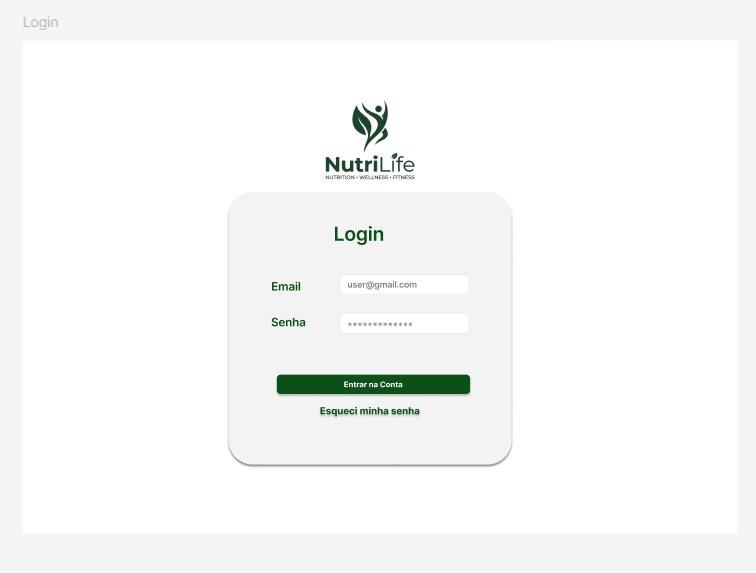 Login
NutriLife
NUTRITION • WELLNESS • FITNESS
Login
Email
user@gmail.com
Senha
*************
Entrar na Conta
Esqueci minha senha